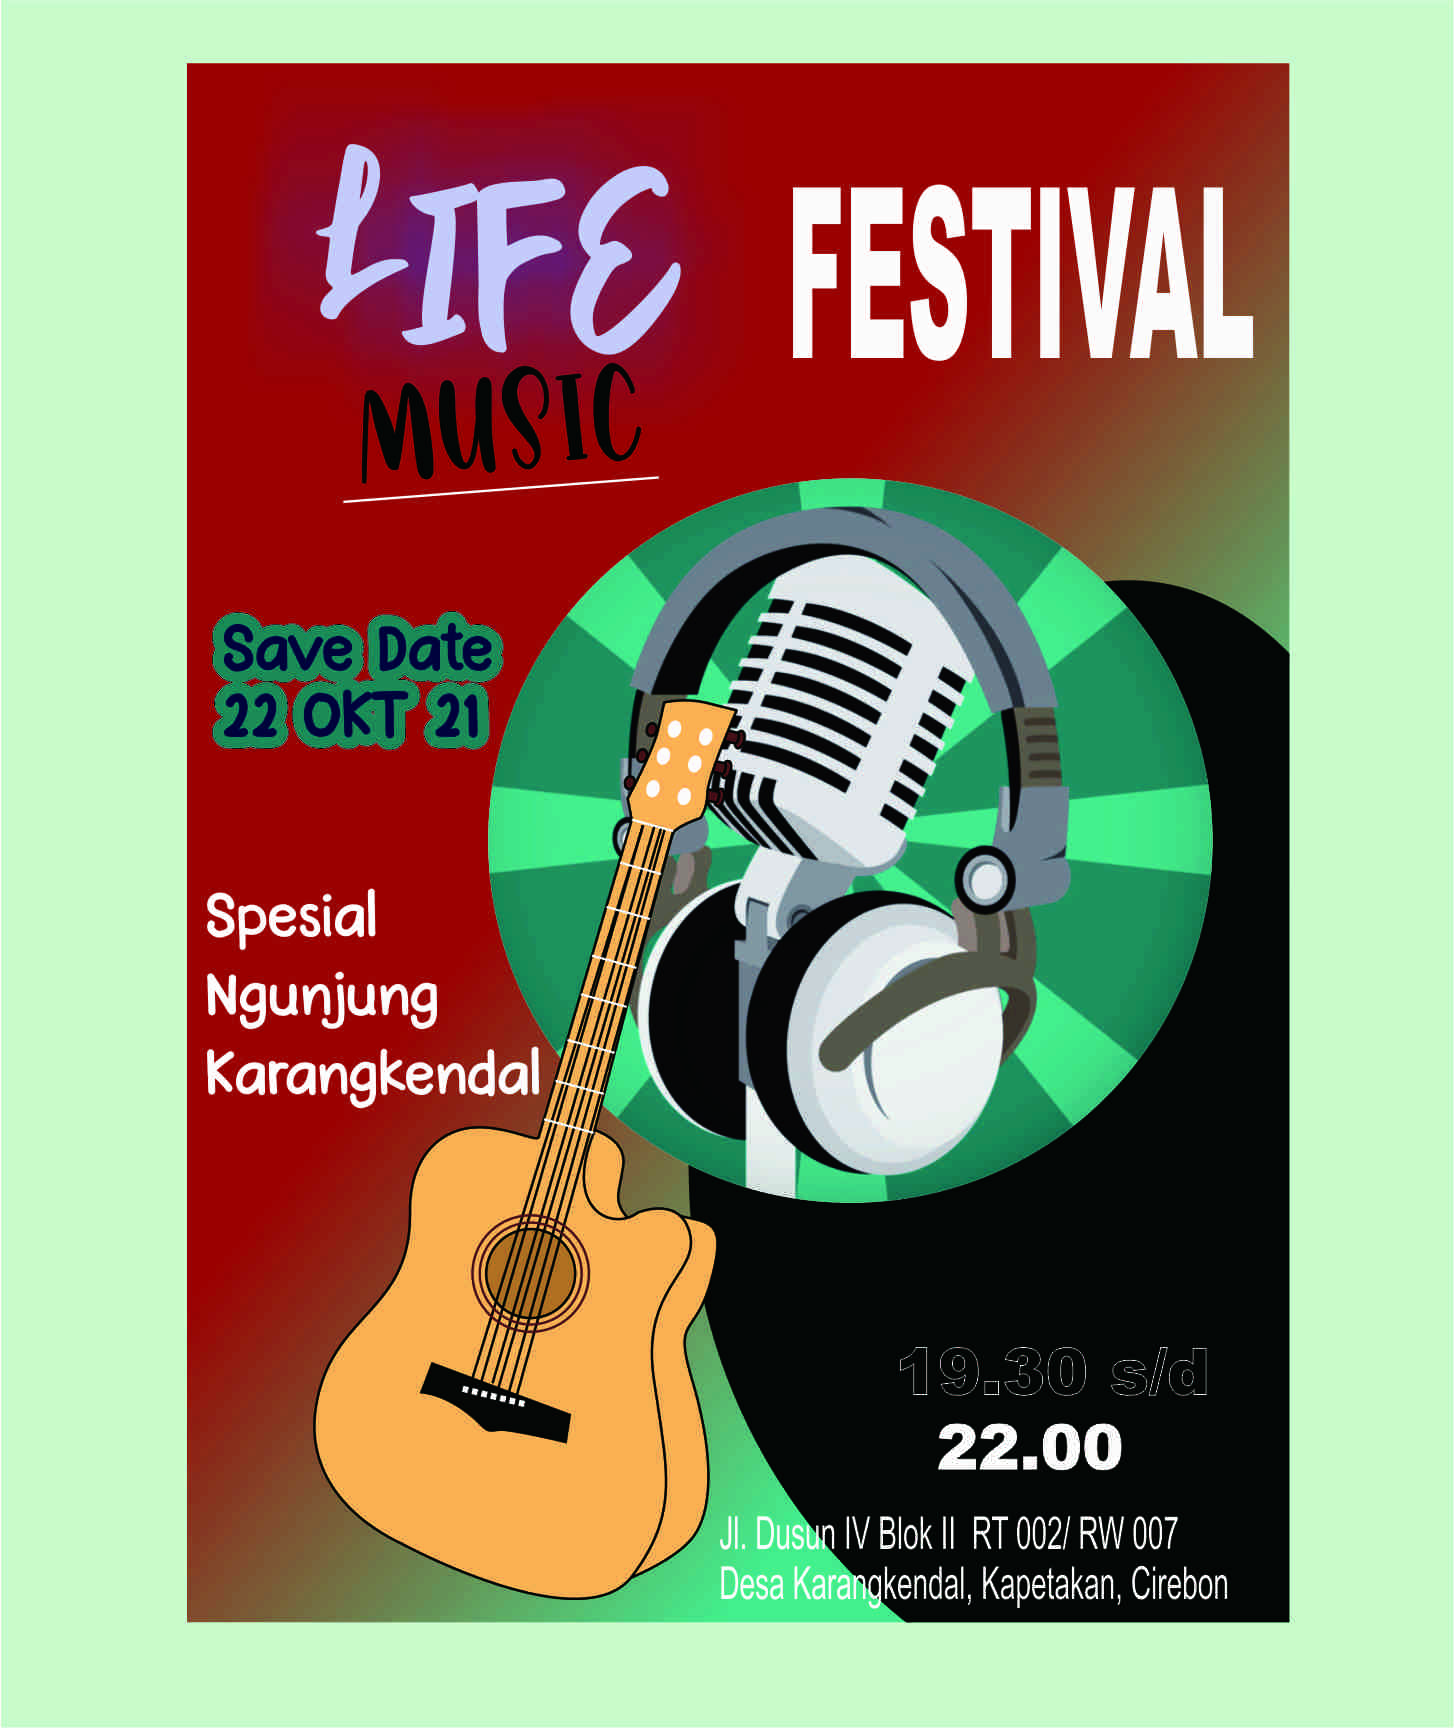 LIFE
MUSIC
FESTIVAL
Save Date
22 OKT 21
Spesial
Ngunjung
Karangkendal
19.30 s/d
22.00
Jl. Dusun IV Blok II RT 002/ RW 007
Desa Karangkendal, Kapetakan, Cirebon